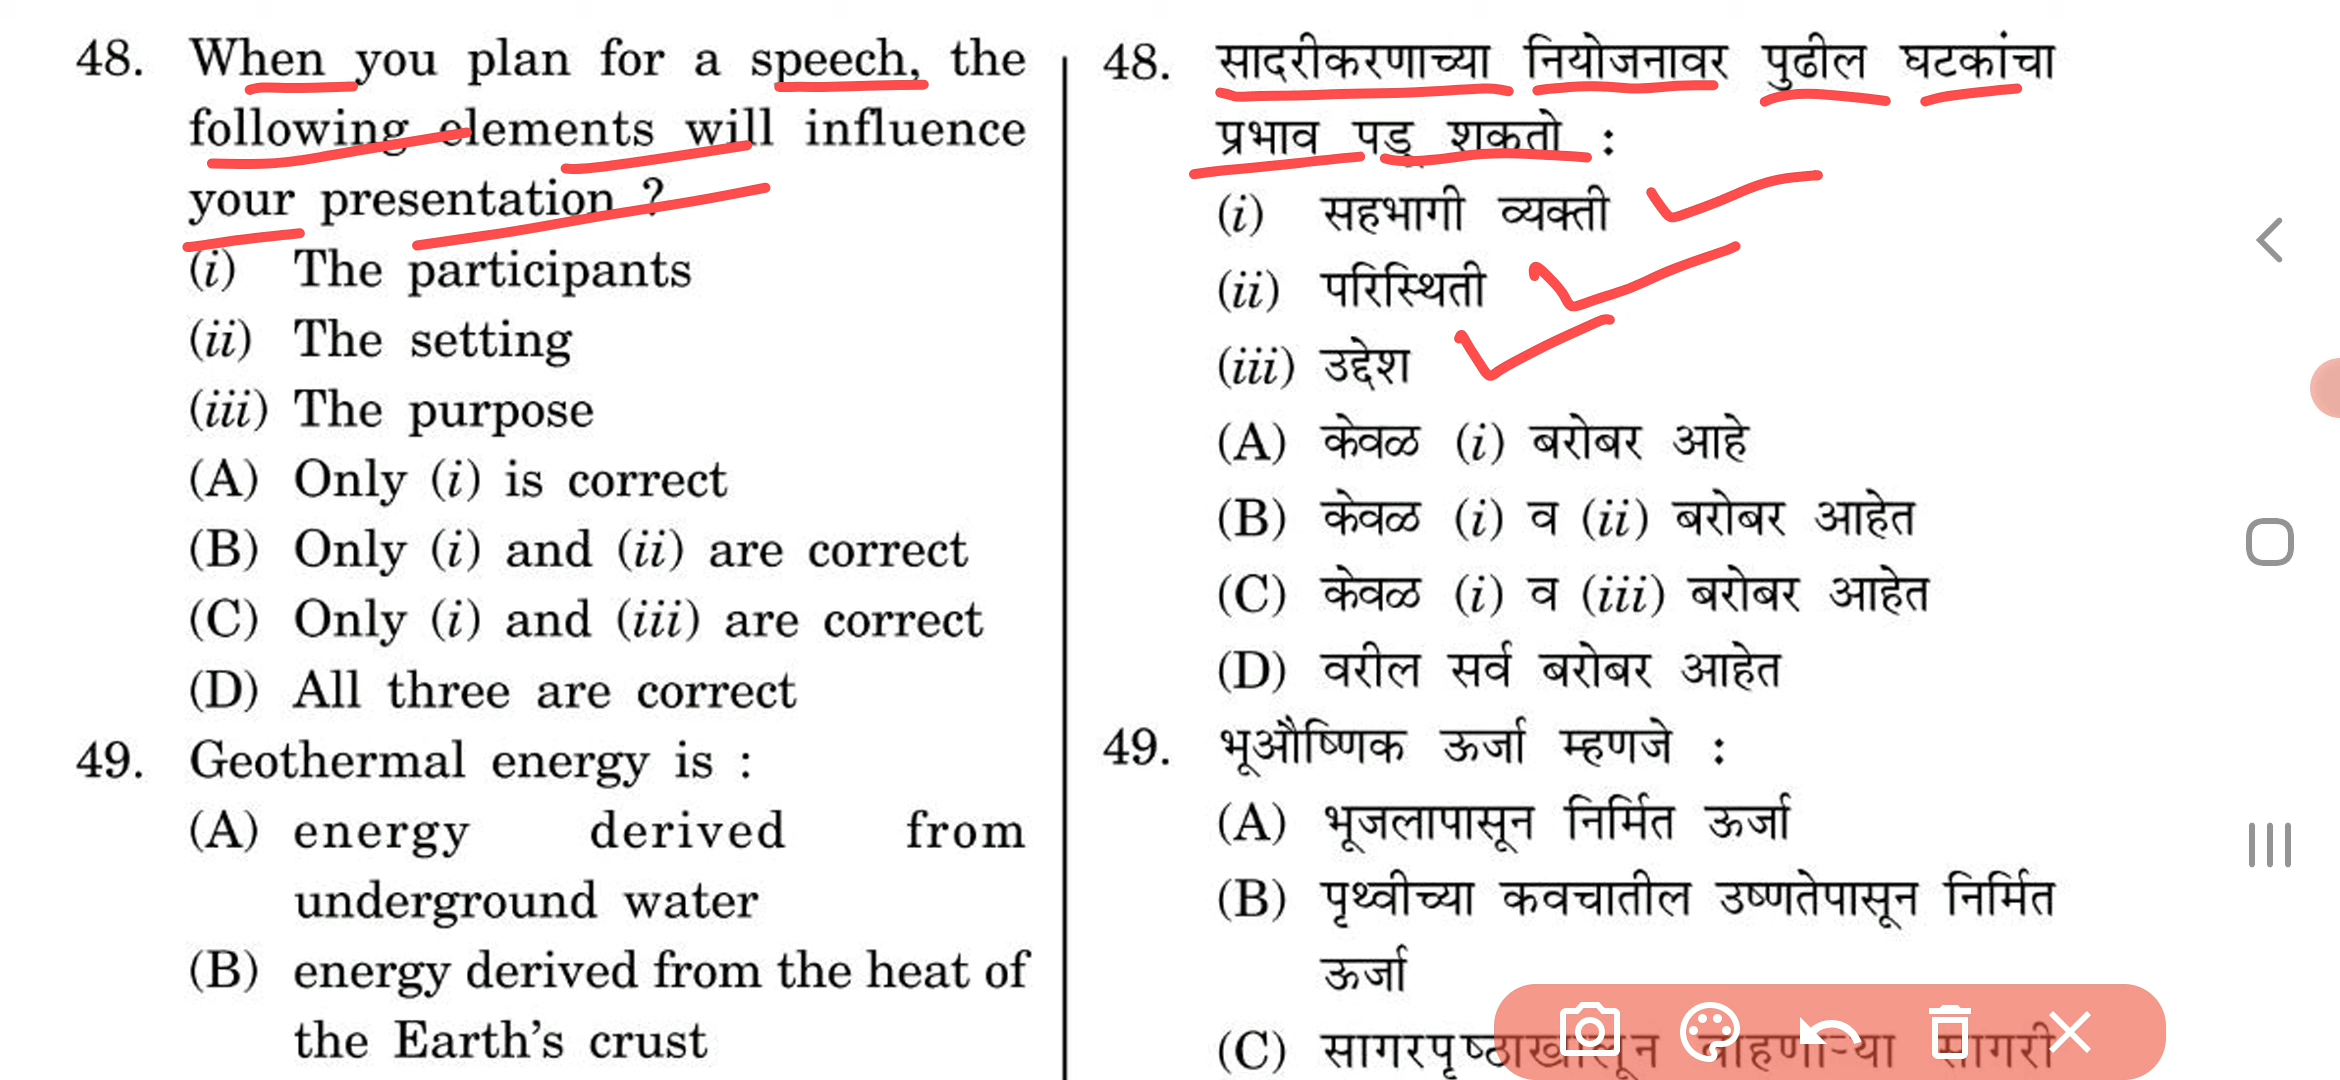 48. When you plan for a speech, the
following elements will influence
your presentation ?
(i) The participants
(ii) The setting
(iii) The purpose
(A) Only (i) is correct
(B) Only (i) and (ii) are correct
(C) Only (i) and (iii) are correct
(D) All three are correct
49. Geothermal energy is :
(A) energy derived from
underground water
(B) energy derived from the heat of
the Earth's crust
48. सादरीकरणाच्या नियोजनावर पुढील घटकांचा
प्रभाव पडू शकतो :
(i) सहभागी व्यक्ती
(ii) परिस्थिती
(iii) उद्देश
(A) केवळ (i) बरोबर आहे
(B) केवळ (i) व (ii) बरोबर आहेत
(C) केवळ (i) व (iii) बरोबर आहेत
(D) वरील सर्व बरोबर आहेत
49. भूऔष्णिक ऊर्जा म्हणजे :
(A) भूजलापासून निर्मित ऊर्जा
(B) पृथ्वीच्या कवचातील उष्णतेपासून निर्मित
ऊर्जा
(C) सागरपृष्ठाखालून वाहणाऱ्या सागरी